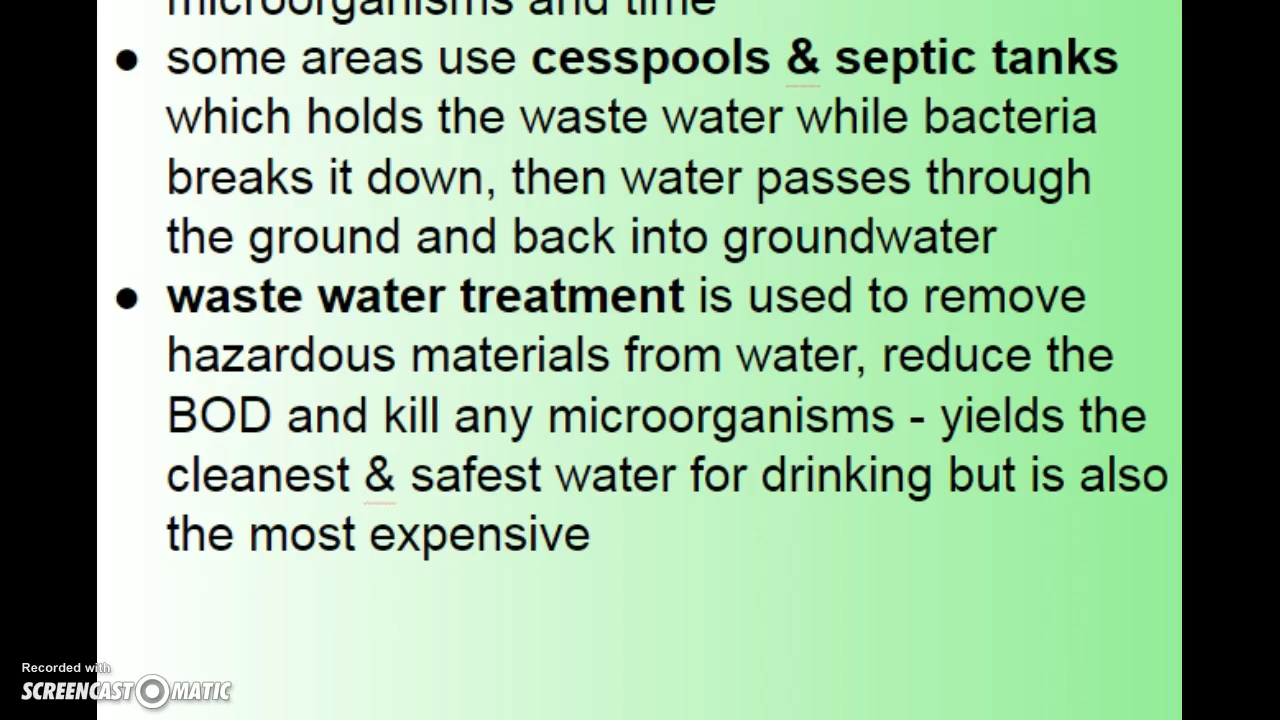 microorganisms and time
● some areas use cesspools & septic tanks
which holds the waste water while bacteria
breaks it down, then water passes through
the ground and back into groundwater
● waste water treatment is used to remove
hazardous materials from water, reduce the
BOD and kill any microorganisms - yields the
cleanest & safest water for drinking but is also
the most expensive
Recorded with
SCREENCAST-O-MATIC